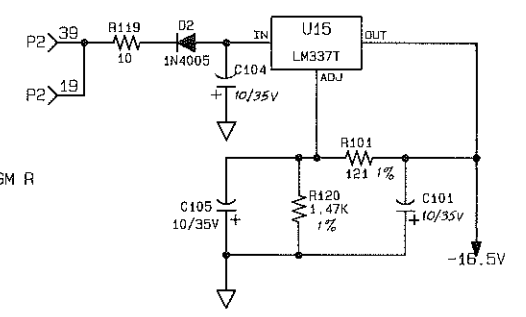 P2 39
R119
10
D2
1N4005
IN
U15
LM337T
OUT
ADJ
C104
+ 10/35V
P2 19
GM R
R101
121 1%
C105
10/35V +
R120
1.47K
1%
C101
+ 10/35V
-16.5V